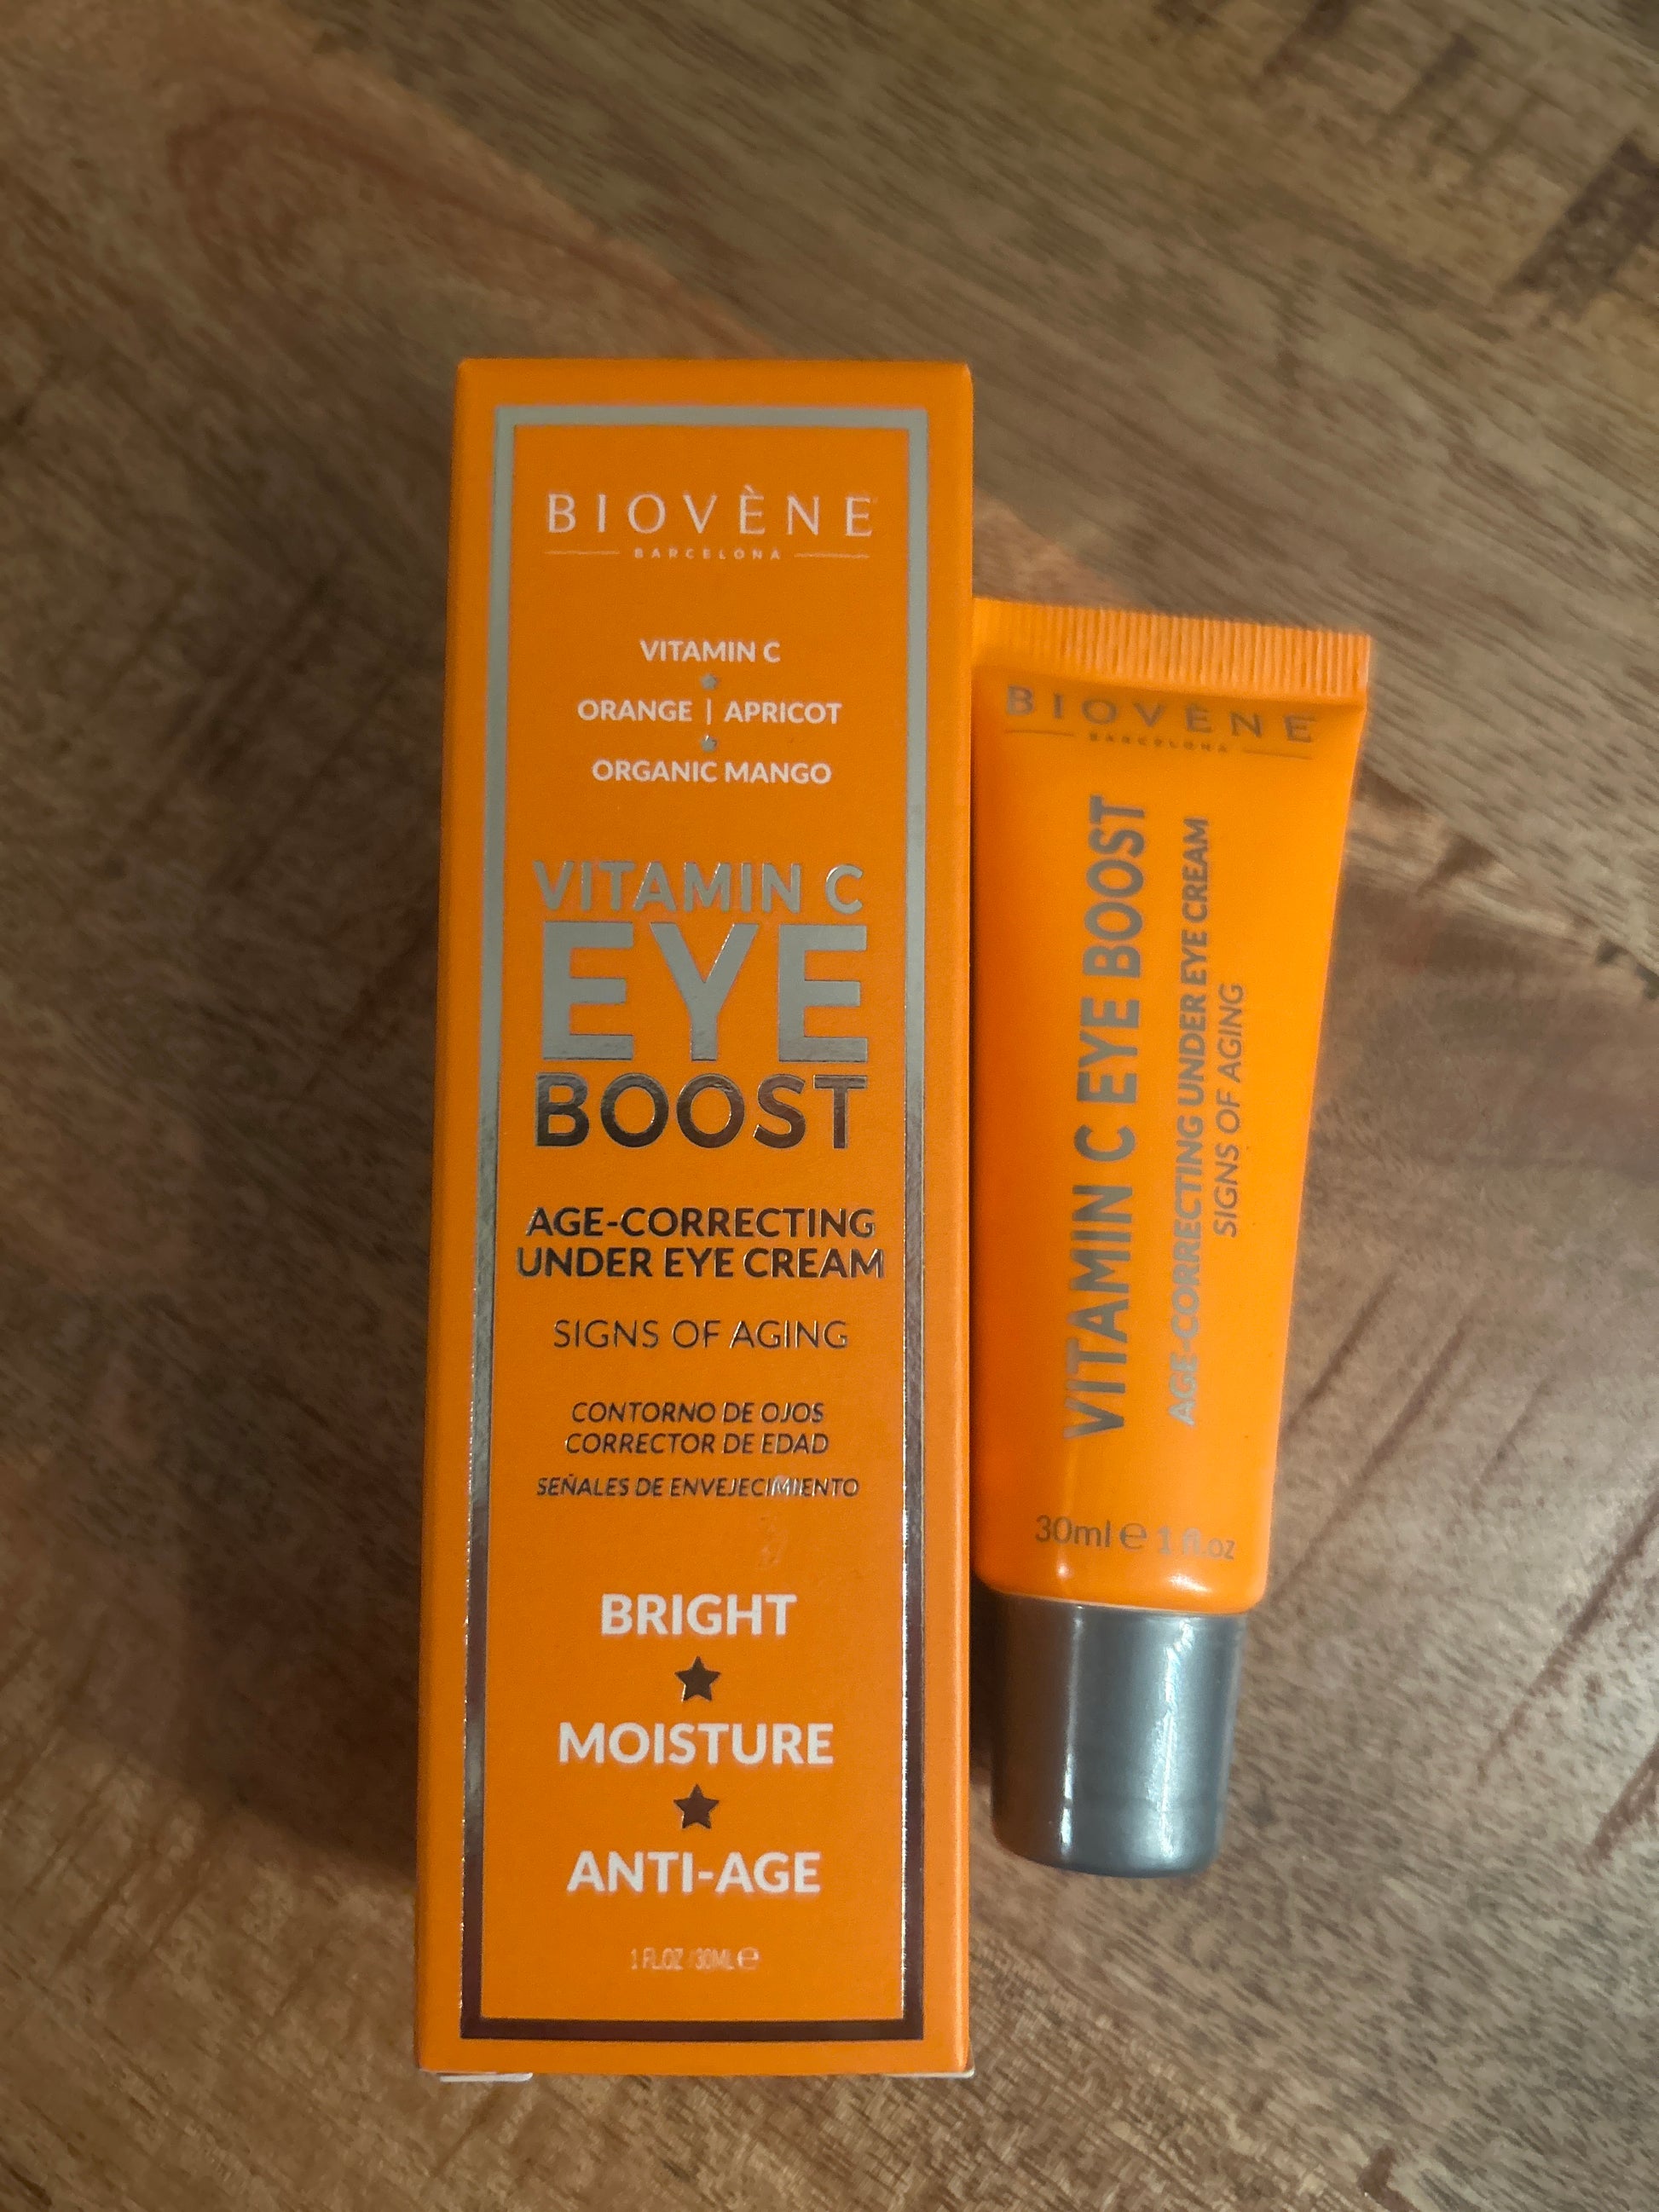 BIOVÈNE
BARCELONA
VITAMIN C
ORANGE | APRICOT
ORGANIC MANGO
VITAMIN C
EYE
BOOST
AGE-CORRECTING
UNDER EYE CREAM
SIGNS OF AGING
CONTORNO DE OJOS
CORRECTOR DE EDAD
SEÑALES DE ENVEJECIMIENTO
BRIGHT
MOISTURE
ANTI-AGE
1 FL.OZ /30ML ℮
BIOVÈNE
BARCELONA
VITAMIN C EYE BOOST
AGE-CORRECTING UNDER EYE CREAM
SIGNS OF AGING
30ml ℮ 1 fl.oz